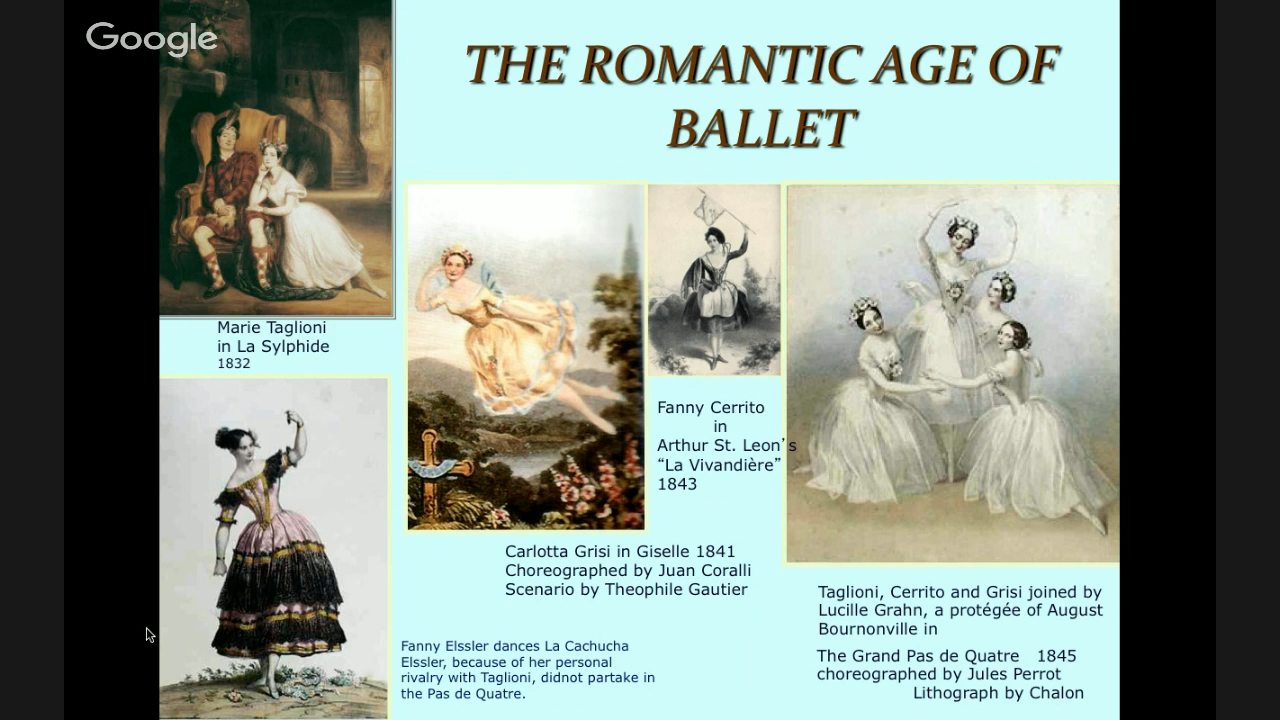 Google
THE ROMANTIC AGE OF
BALLET
Marie Taglioni
in La Sylphide
1832
Fanny Cerrito
in
Arthur St. Leon's
“La Vivandière”
1843
Carlotta Grisi in Giselle 1841
Choreographed by Juan Coralli
Scenario by Theophile Gautier
Taglioni, Cerrito and Grisi joined by
Lucille Grahn, a protégée of August
Bournonville in
The Grand Pas de Quatre 1845
choreographed by Jules Perrot
Lithograph by Chalon
Fanny Elssler dances La Cachucha
Elssler, because of her personal
rivalry with Taglioni, didnot partake in
the Pas de Quatre.